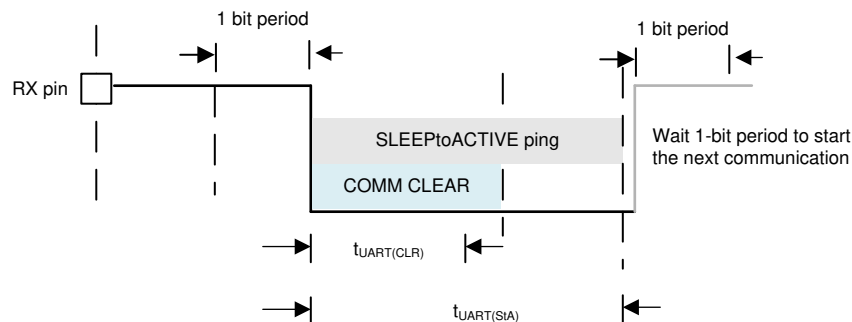 1 bit period
1 bit period
RX pin
SLEEPtoACTIVE ping
Wait 1-bit period to start
the next communication
COMM CLEAR
tUART(CLR)
tUART(StA)